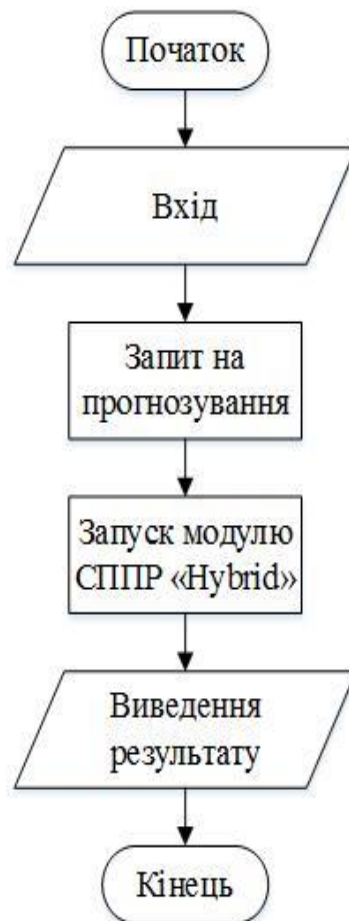 Початок
Вхід
Запит на
прогнозування
Запуск модулю
СППР «Hybrid»
Виведення
результату
Кінець